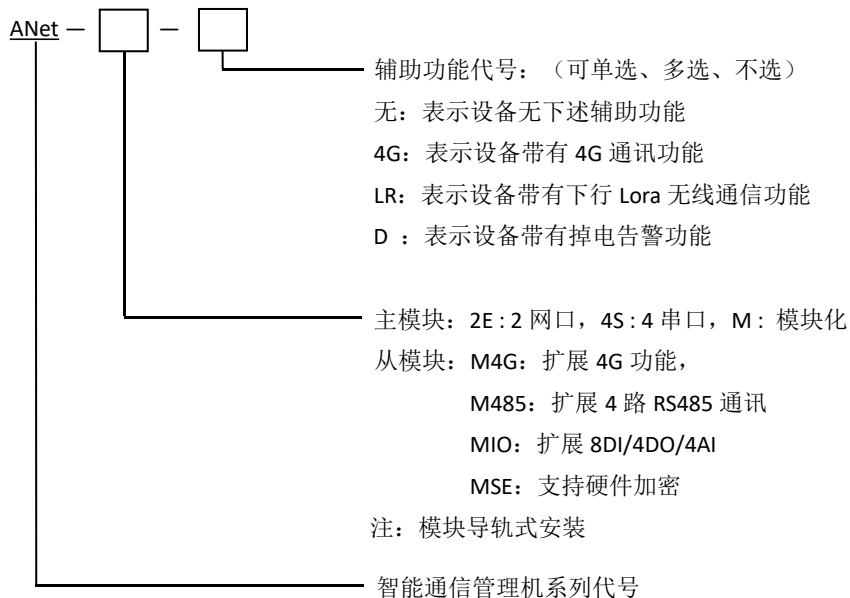 ANet — □ — □
辅助功能代号：（可单选、多选、不选）
无：表示设备无下述辅助功能
4G：表示设备带有 4G 通讯功能
LR：表示设备带有下行 Lora 无线通信功能
D ：表示设备带有掉电告警功能
主模块：2E : 2 网口，4S : 4 串口，M : 模块化
从模块：M4G：扩展 4G 功能，
M485：扩展 4 路 RS485 通讯
MIO：扩展 8DI/4DO/4AI
MSE：支持硬件加密
注：模块导轨式安装
智能通信管理机系列代号